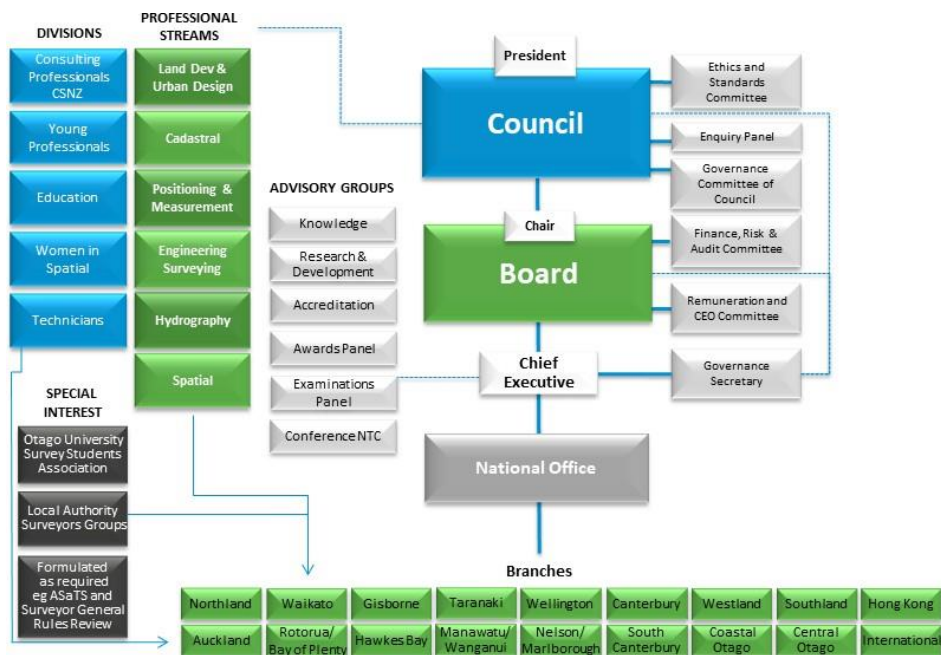 DIVISIONS
Consulting
Professionals
CSNZ
Young
Professionals
Education
Women in
Spatial
Technicians
PROFESSIONAL
STREAMS
Land Dev &
Urban Design
Cadastral
Positioning &
Measurement
Engineering
Surveying
Hydrography
Spatial
SPECIAL
INTEREST
Otago University
Survey Students
Association
Local Authority
Surveyors Groups
Formulated
as required
eg ASaTS and
Surveyor General
Rules Review
ADVISORY GROUPS
Knowledge
Research &
Development
Accreditation
Awards Panel
Examinations
Panel
Conference NTC
President
Council
Chair
Board
Chief
Executive
National Office
Ethics and
Standards
Committee
Enquiry Panel
Governance
Committee of
Council
Finance, Risk &
Audit Committee
Remuneration and
CEO Committee
Governance
Secretary
Branches
Northland
Waikato
Gisborne
Taranaki
Wellington
Canterbury
Westland
Southland
Hong Kong
Auckland
Rotorua/
Bay of Plenty
Hawkes Bay
Manawatu/
Wanganui
Nelson/
Marlborough
South
Canterbury
Coastal
Otago
Central
Otago
International